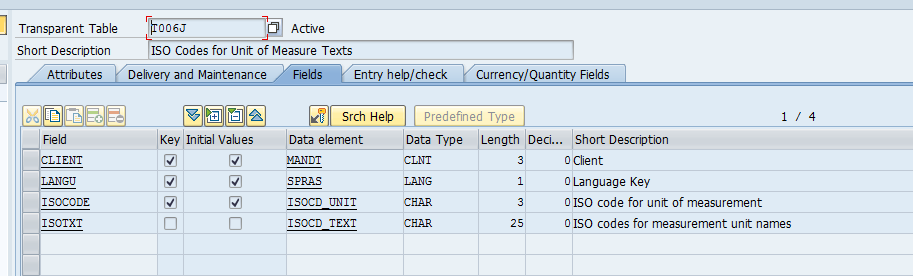 Transparent Table T006J Active
Short Description ISO Codes for Unit of Measure Texts
Attributes Delivery and Maintenance Fields Entry help/check Currency/Quantity Fields
Srch Help Predefined Type 1 / 4
Field Key Initial Values Data element Data Type Length Deci... Short Description
CLIENT MANDT CLNT 3 0 Client
LANGU SPRAS LANG 1 0 Language Key
ISOCODE ISOCD_UNIT CHAR 3 0 ISO code for unit of measurement
ISOTXT ISOCD_TEXT CHAR 25 0 ISO codes for measurement unit names